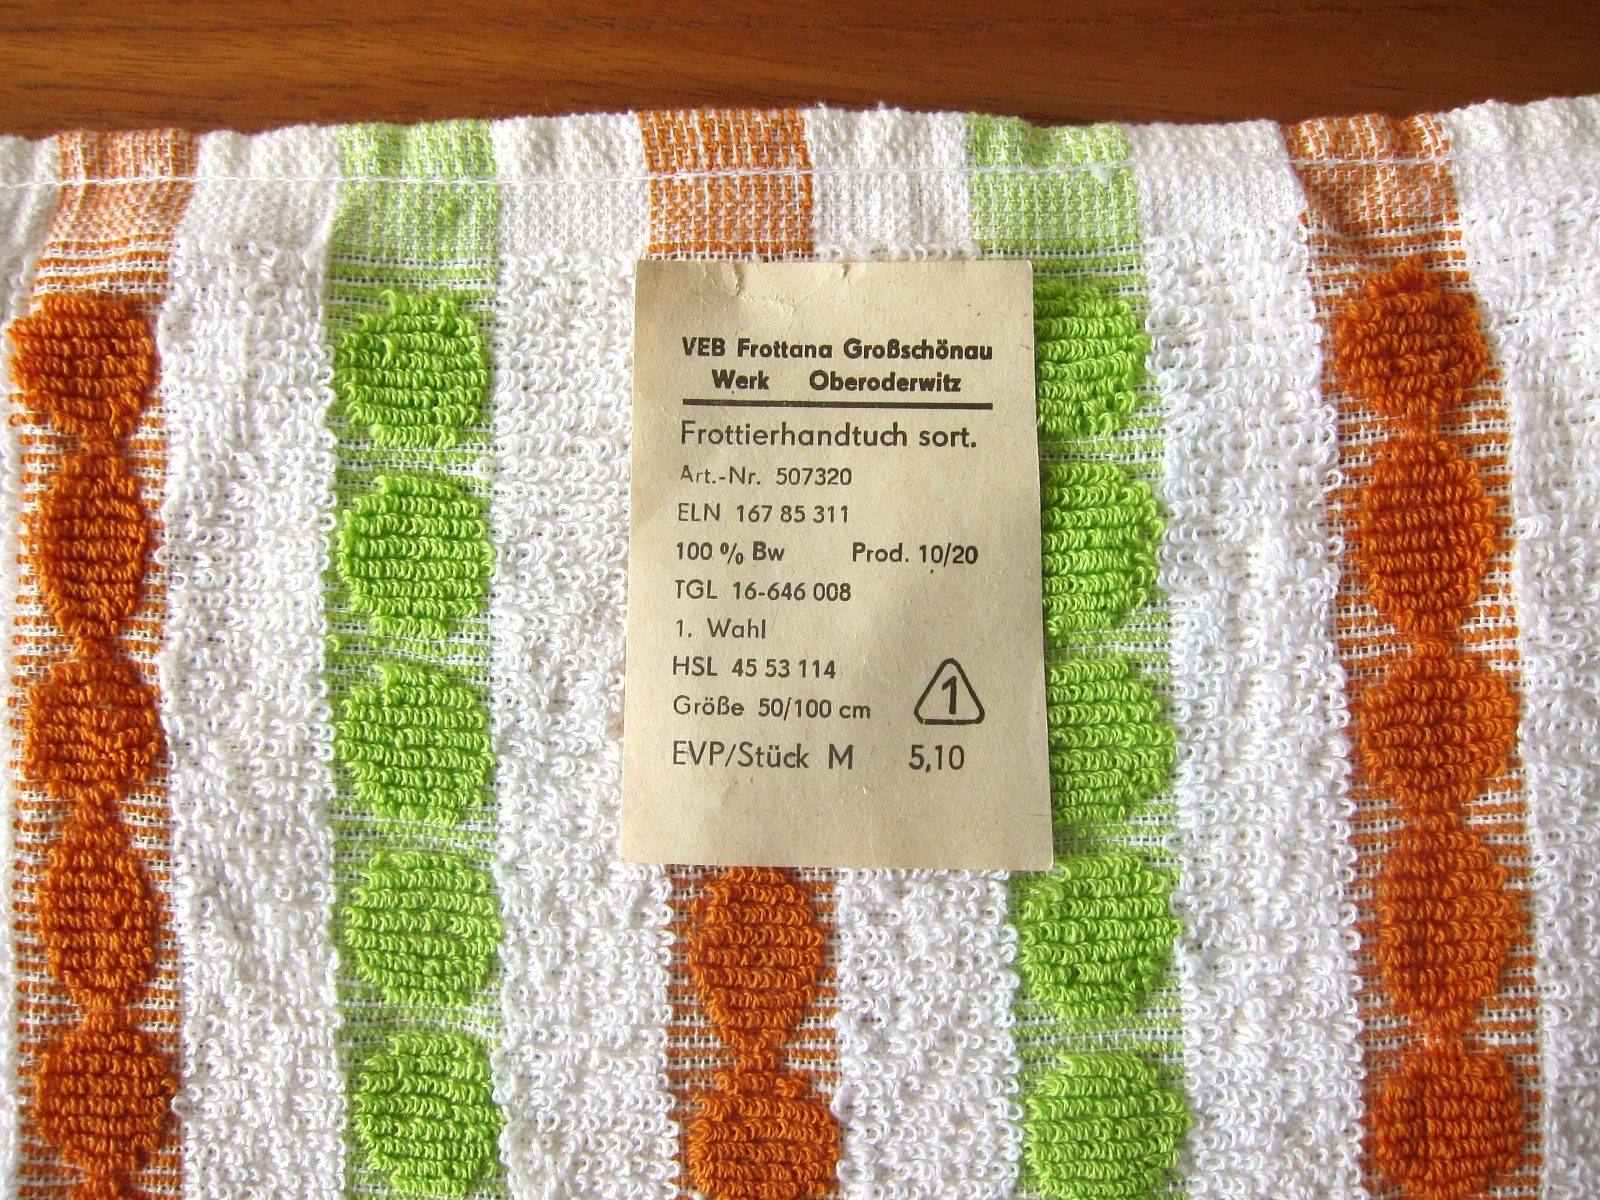 VEB Frottana Großschönau
Werk Oberoderwitz
Frottierhandtuch sort.
Art.-Nr. 507320
ELN 167 85 311
100 % Bw Prod. 10/20
TGL 16-646 008
1. Wahl
HSL 45 53 114
Größe 50/100 cm
1
EVP/Stück M 5,10